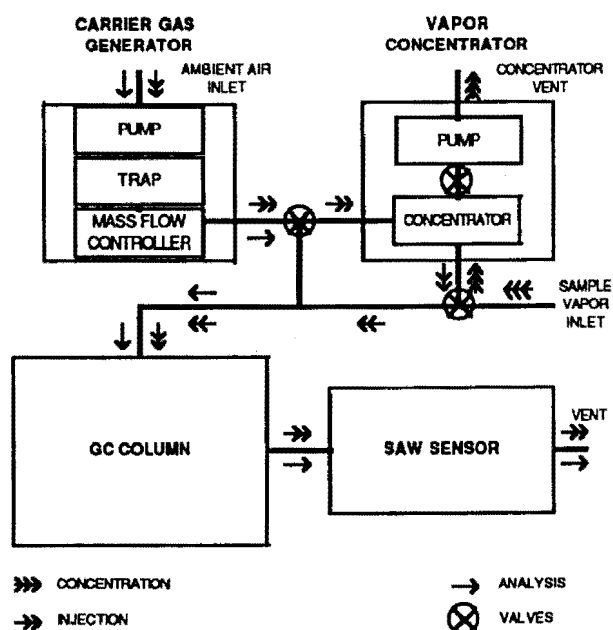 CARRIER GAS
GENERATOR
VAPOR
CONCENTRATOR
AMBIENT AIR
INLET
CONCENTRATOR
VENT
PUMP
TRAP
MASS FLOW
CONTROLLER
PUMP
CONCENTRATOR
SAMPLE
VAPOR
INLET
GC COLUMN
SAW SENSOR
VENT
CONCENTRATION
INJECTION
ANALYSIS
VALVES